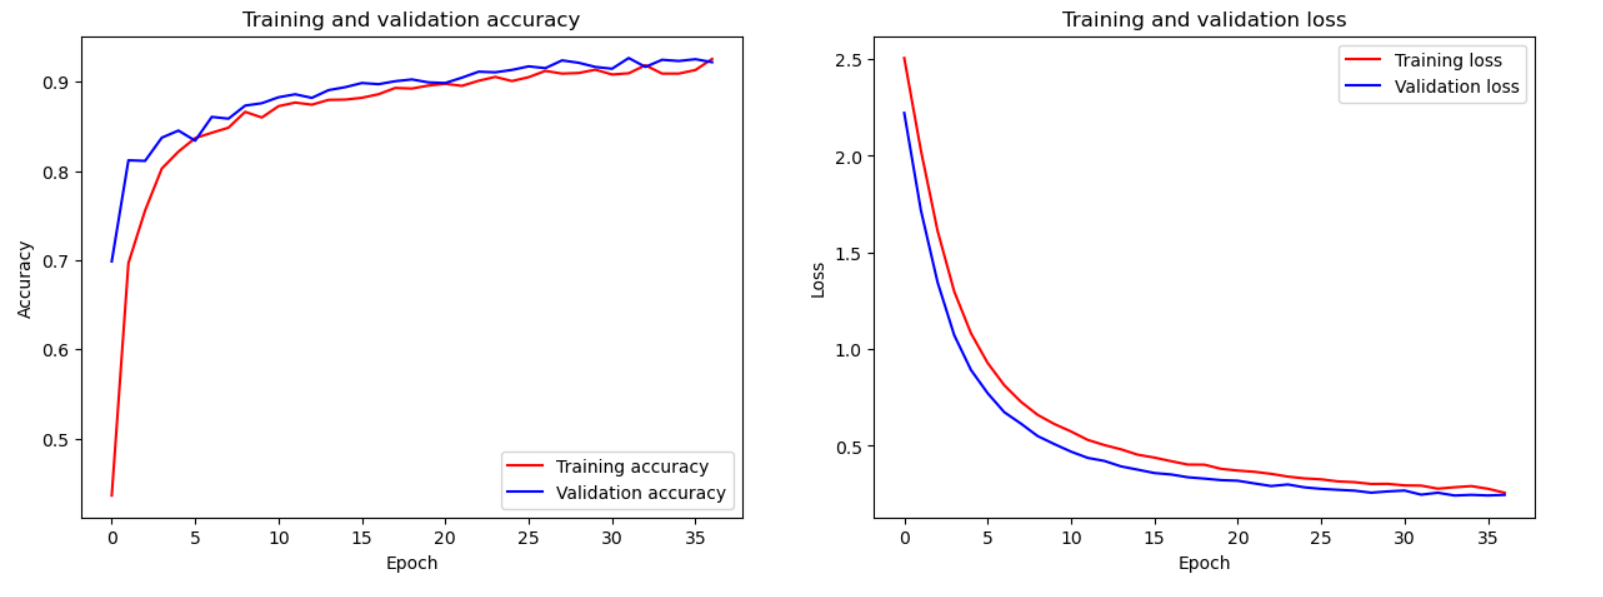 Training and validation accuracy
Accuracy
0.9
0.8
0.7
0.6
0.5
Training accuracy
Validation accuracy
0 5 10 15 20 25 30 35
Epoch
Training and validation loss
Loss
2.5
2.0
1.5
1.0
0.5
Training loss
Validation loss
0 5 10 15 20 25 30 35
Epoch